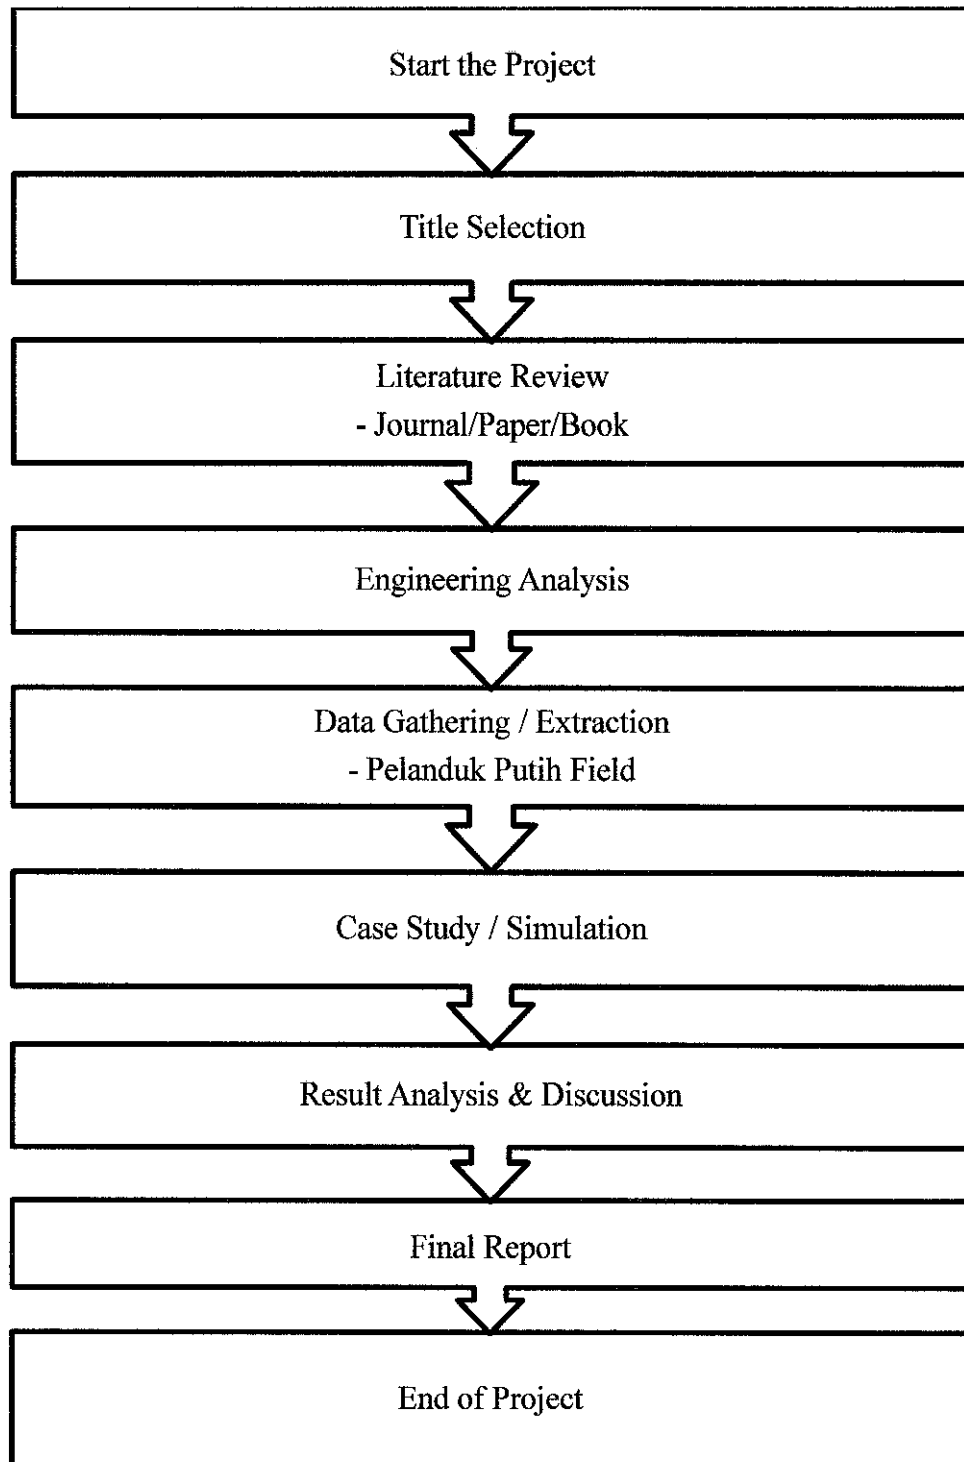 Start the Project
Title Selection
Literature Review
- Journal/Paper/Book
Engineering Analysis
Data Gathering / Extraction
- Pelanduk Putih Field
Case Study / Simulation
Result Analysis & Discussion
Final Report
End of Project